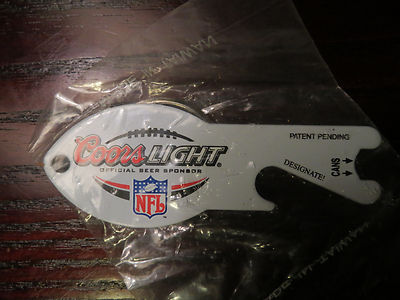 Coors LIGHT®
OFFICIAL BEER SPONSOR
NFL
PATENT PENDING
DESIGNATE!
CANS